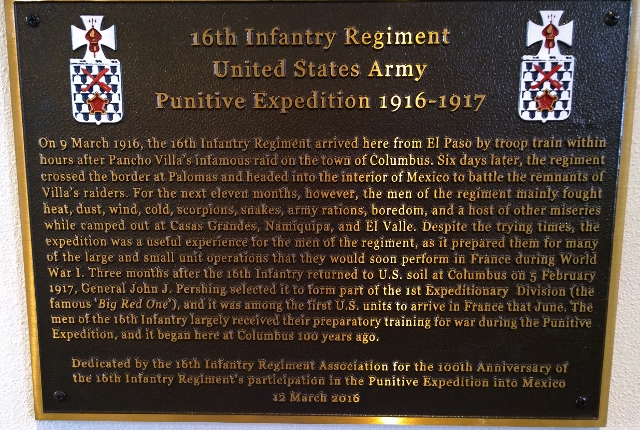 16th Infantry Regiment
United States Army
Punitive Expedition 1916-1917
On 9 March 1916, the 16th Infantry Regiment arrived here from El Paso by troop train within
hours after Pancho Villa's infamous raid on the town of Columbus. Six days later, the regiment
crossed the border at Palomas and headed into the interior of Mexico to battle the remnants of
Villa's raiders. For the next eleven months, however, the men of the regiment mainly fought
heat, dust, wind, cold, scorpions, snakes, army rations, boredom, and a host of other miseries
while camped out at Casas Grandes, Namiquipa, and El Valle. Despite the trying times, the
expedition was a useful experience for the men of the regiment, as it prepared them for many
of the large and small unit operations that they would soon perform in France during World
War I. Three months after the 16th Infantry returned to U.S. soil at Columbus on 5 February
1917, General John J. Pershing selected it to form part of the 1st Expeditionary Division (the
famous 'Big Red One'), and it was among the first U.S. units to arrive in France that June. The
men of the 16th Infantry largely received their preparatory training for war during the Punitive
Expedition, and it began here at Columbus 100 years ago.
Dedicated by the 16th Infantry Regiment Association for the 100th Anniversary of
the 16th Infantry Regiment's participation in the Punitive Expedition into Mexico
12 March 2016